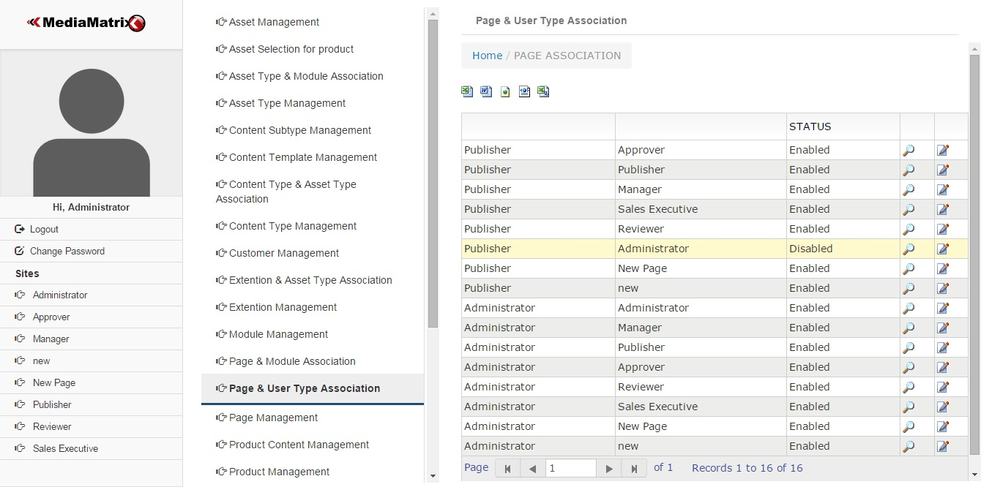 MediaMatrix
Hi, Administrator
Logout
Change Password
Sites
Administrator
Approver
Manager
new
New Page
Publisher
Reviewer
Sales Executive
Asset Management
Asset Selection for product
Asset Type & Module Association
Asset Type Management
Content Subtype Management
Content Template Management
Content Type & Asset Type
Association
Content Type Management
Customer Management
Extention & Asset Type Association
Extention Management
Module Management
Page & Module Association
Page & User Type Association
Page Management
Product Content Management
Product Management
Page & User Type Association
Home / PAGE ASSOCIATION
STATUS
Publisher Approver Enabled
Publisher Publisher Enabled
Publisher Manager Enabled
Publisher Sales Executive Enabled
Publisher Reviewer Enabled
Publisher Administrator Disabled
Publisher New Page Enabled
Publisher new Enabled
Administrator Administrator Enabled
Administrator Manager Enabled
Administrator Publisher Enabled
Administrator Approver Enabled
Administrator Reviewer Enabled
Administrator Sales Executive Enabled
Administrator New Page Enabled
Administrator new Enabled
Page 1 of 1 Records 1 to 16 of 16